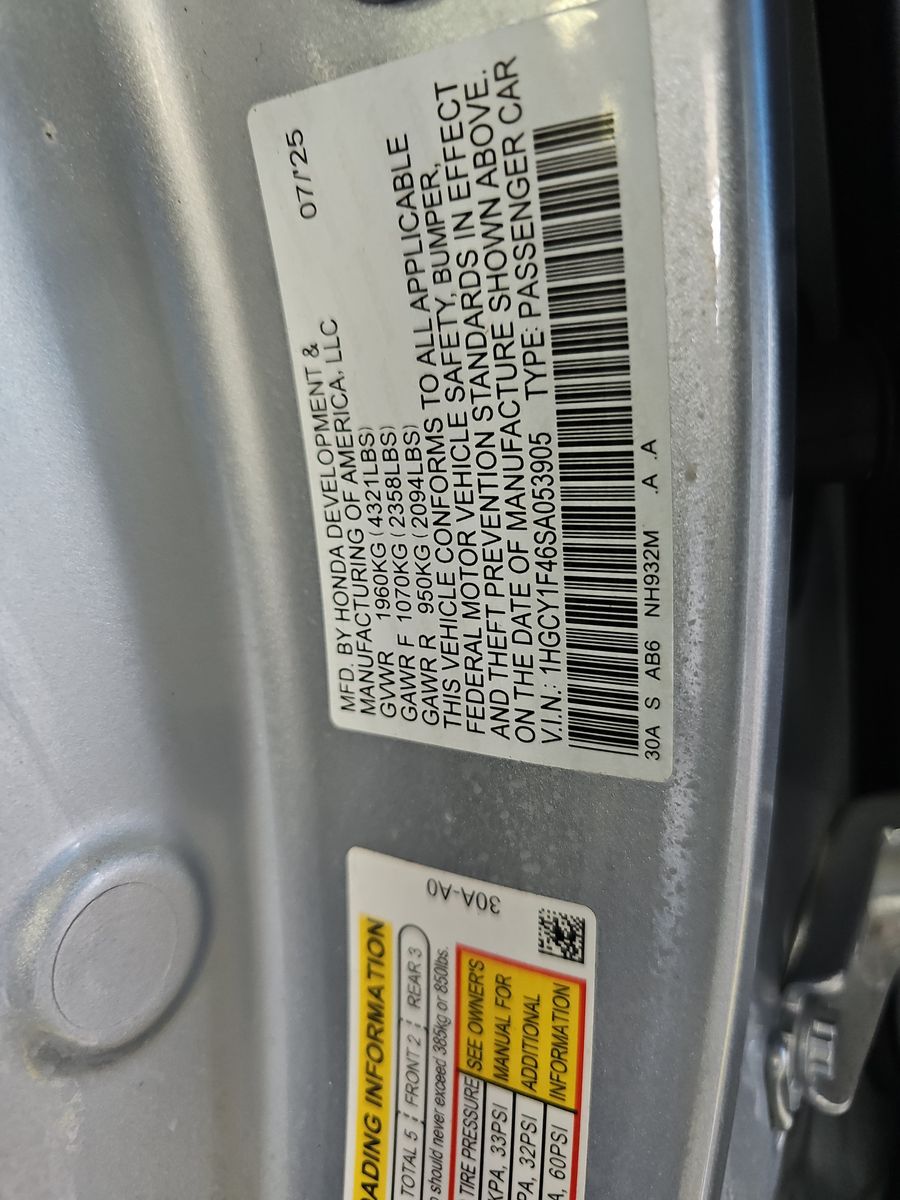 07/'25
MFD. BY HONDA DEVELOPMENT &
MANUFACTURING OF AMERICA, LLC
GVWR 1960KG (4321LBS)
GAWR F 1070KG (2358LBS)
GAWR R 950KG (2094LBS)
THIS VEHICLE CONFORMS TO ALL APPLICABLE
FEDERAL MOTOR VEHICLE SAFETY, BUMPER,
AND THEFT PREVENTION STANDARDS IN EFFECT
ON THE DATE OF MANUFACTURE SHOWN ABOVE.
V.I.N.: 1HGCY1F46SA053905 TYPE: PASSENGER CAR
30A S AB6 NH932M .A .A
30A-A0
ADING INFORMATION
TOTAL 5 FRONT 2 REAR 3
should never exceed 385kg or 850lbs.
TIRE PRESSURE
KPA, 33PSI
PA, 32PSI
A, 60PSI
SEE OWNER'S
MANUAL FOR
ADDITIONAL
INFORMATION